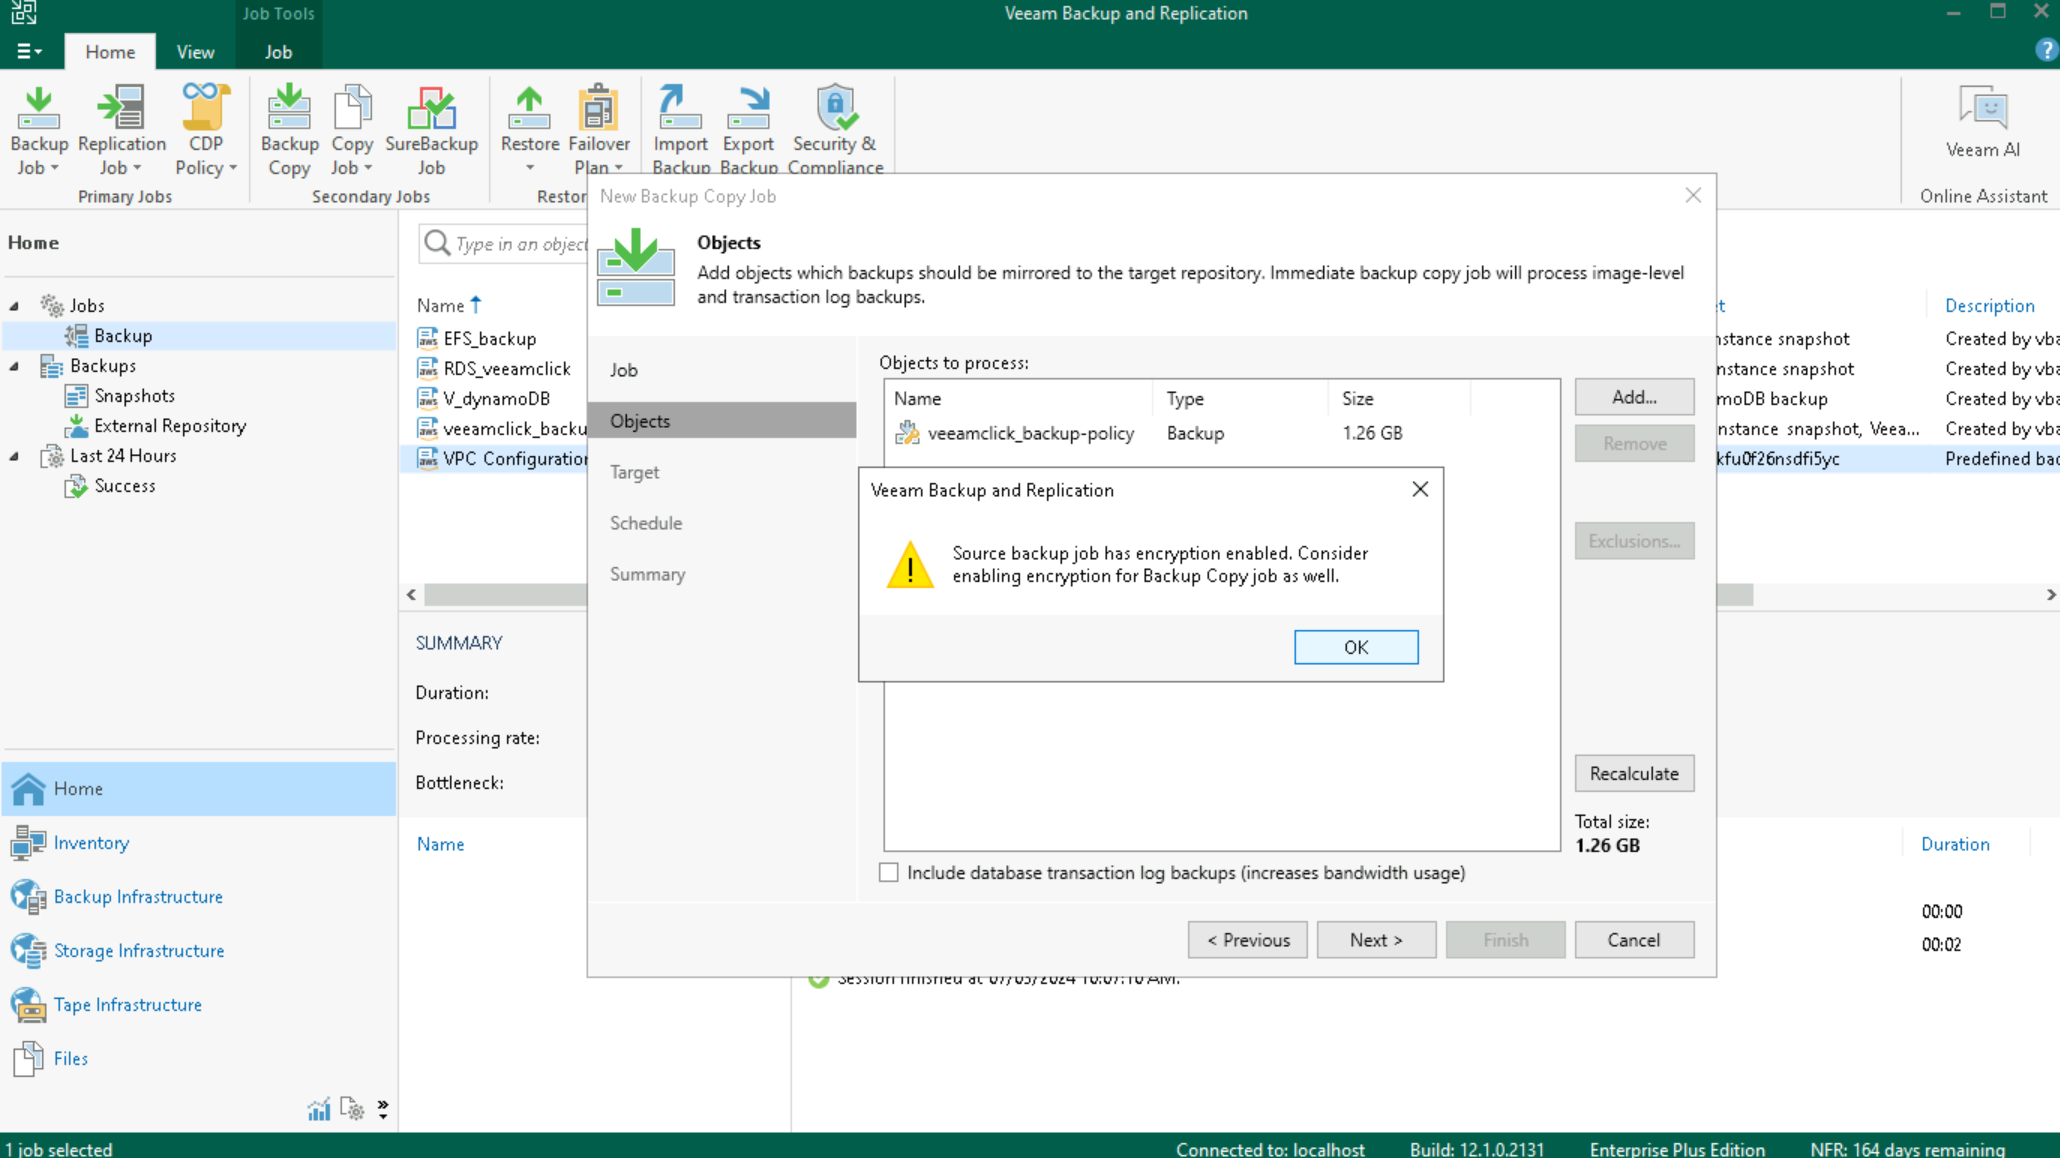 Job Tools
Veeam Backup and Replication
Home
View
Job
?
Backup Job
Replication Job
CDP Policy
Backup Copy
Copy Job
SureBackup Job
Restore
Failover Plan
Import Backup
Export Backup
Security & Compliance
Veeam AI
Primary Jobs
Secondary Jobs
Restor
Online Assistant
Home
Type in an object
Jobs
Backup
Backups
Snapshots
External Repository
Last 24 Hours
Success
Name
aws EFS_backup
aws RDS_veeamclick
aws V_dynamoDB
aws veeamclick_backu
aws VPC Configuration
et
Description
nstance snapshot
Created by vba
nstance snapshot
Created by vba
moDB backup
Created by vba
nstance snapshot, Veea...
Created by vba
kfu0f26nsdfi5yc
Predefined bac
New Backup Copy Job
Objects
Add objects which backups should be mirrored to the target repository. Immediate backup copy job will process image-level
and transaction log backups.
Job
Objects
Target
Schedule
Summary
Objects to process:
Name
Type
Size
veeamclick_backup-policy
Backup
1.26 GB
Add...
Remove
Exclusions...
Recalculate
Total size:
1.26 GB
Veeam Backup and Replication
Source backup job has encryption enabled. Consider
enabling encryption for Backup Copy job as well.
OK
Include database transaction log backups (increases bandwidth usage)
< Previous
Next >
Finish
Cancel
SUMMARY
Duration:
Processing rate:
Bottleneck:
Name
Duration
00:00
00:02
Session finished at 07/05/2024 10:07:10 AM.
Home
Inventory
Backup Infrastructure
Storage Infrastructure
Tape Infrastructure
Files
1 job selected
Connected to: localhost
Build: 12.1.0.2131
Enterprise Plus Edition
NFR: 164 days remaining